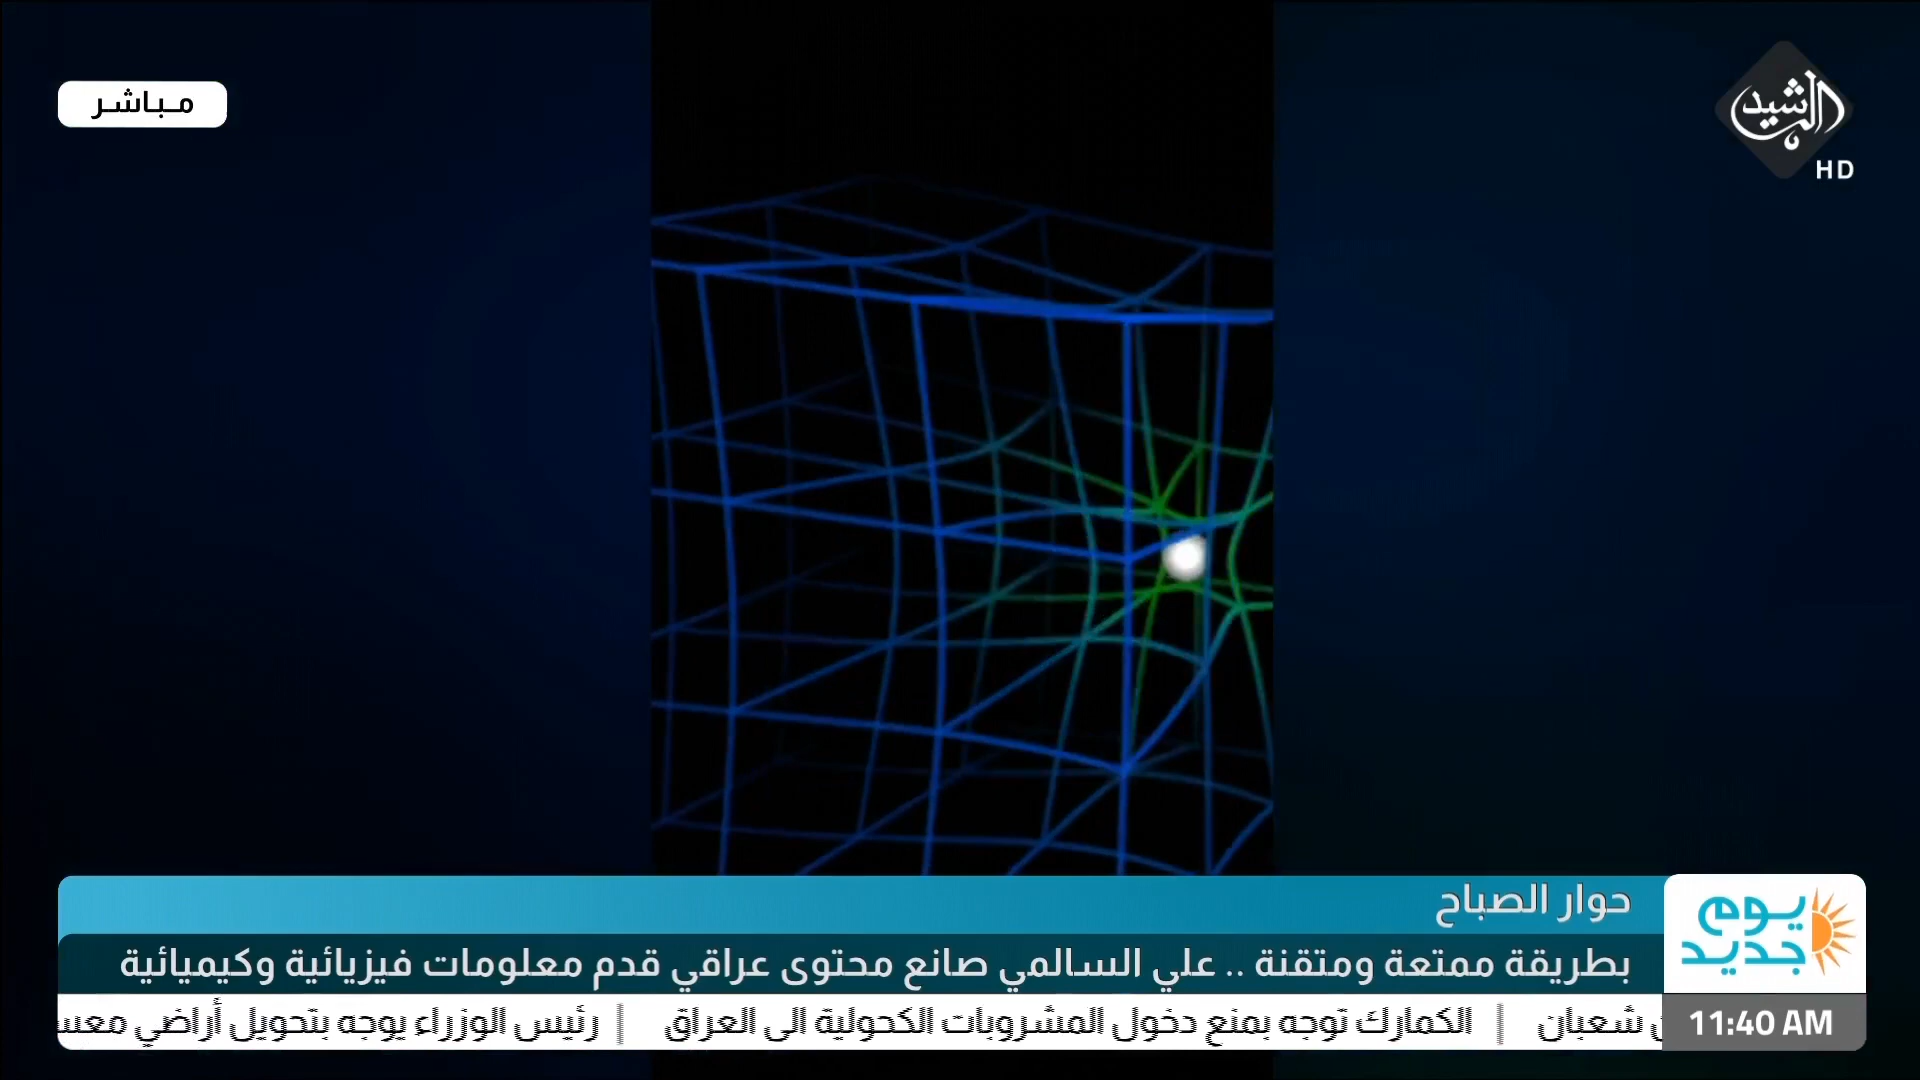 مباشر
الرشيد
HD
حوار الصباح
بطريقة ممتعة ومتقنة .. علي السالمي صانع محتوى عراقي قدم معلومات فيزيائية وكيميائية
يوم
جديد
شعبان | الكمارك توجه بمنع دخول المشروبات الكحولية الى العراق | رئيس الوزراء يوجه بتحويل أراضي
11:40 AM